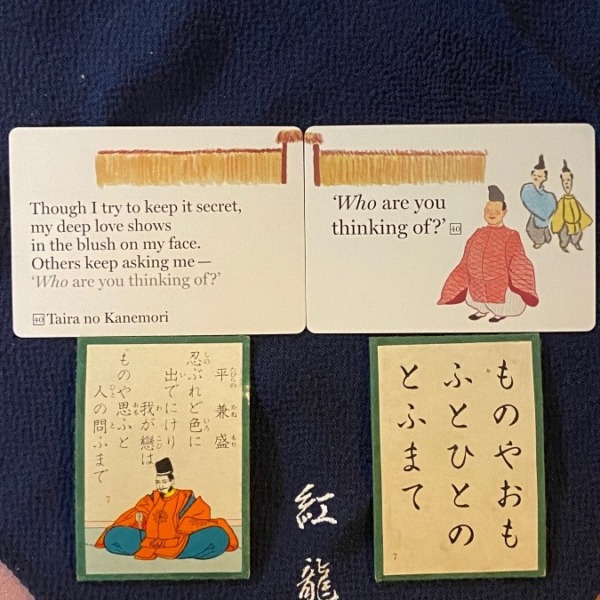 Though I try to keep it secret,
my deep love shows
in the blush on my face.
Others keep asking me—
‘Who are you thinking of?’
40 Taira no Kanemori
‘Who are you
thinking of?’ 40
平 兼盛
忍ぶれど色に
出でにけり
我が戀は
ものや思ふと
人の問ふまで
7
ものやおも
ふとひとの
とふまて
7
紅龍